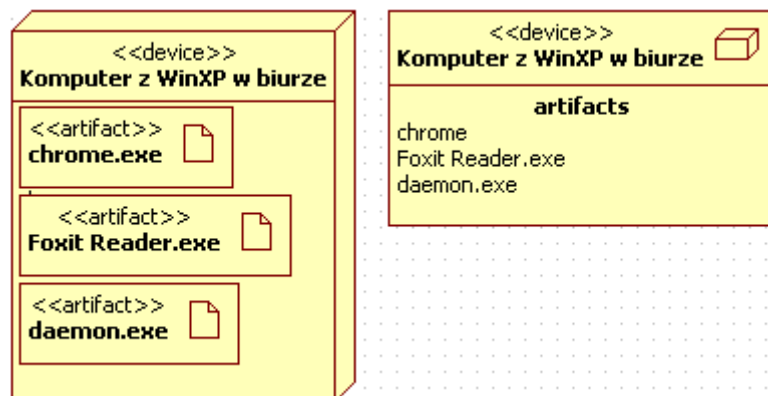 <<device>>
Komputer z WinXP w biurze
<<artifact>>
chrome.exe
<<artifact>>
Foxit Reader.exe
<<artifact>>
daemon.exe
<<device>>
Komputer z WinXP w biurze
artifacts
chrome
Foxit Reader.exe
daemon.exe